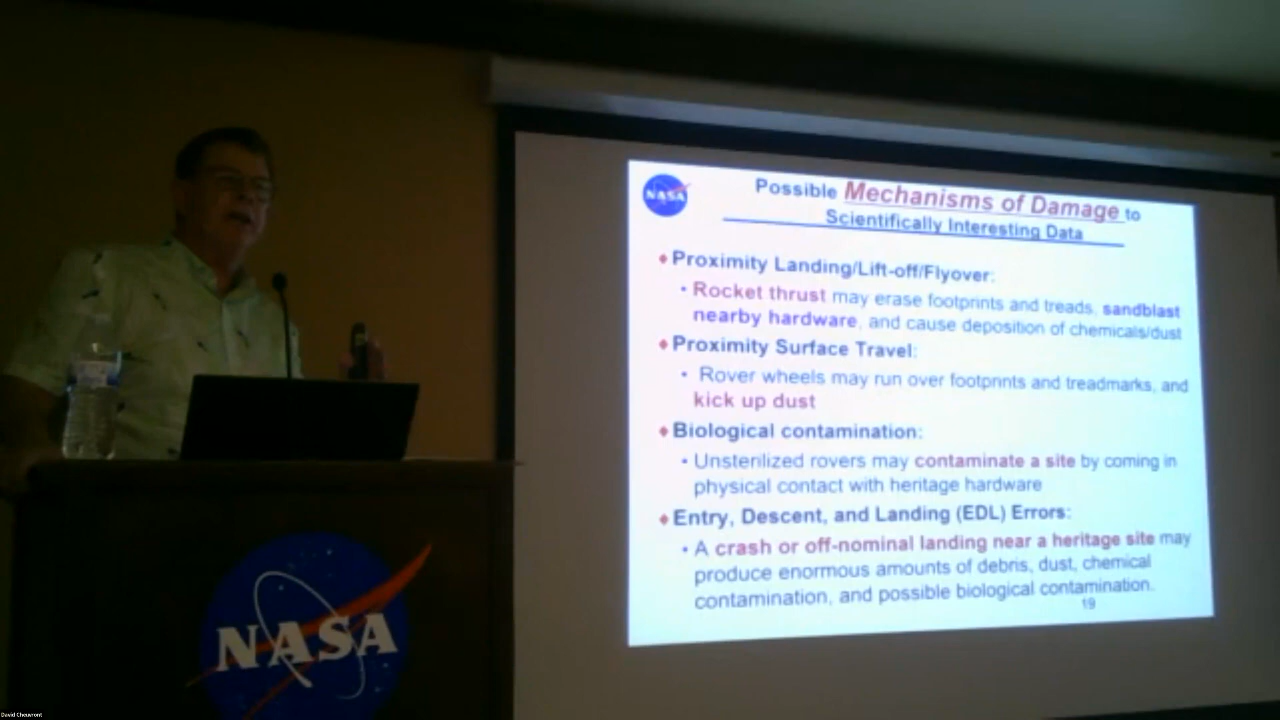 NASA
Possible Mechanisms of Damage to
Scientifically Interesting Data
♦ Proximity Landing/Lift-off/Flyover:
• Rocket thrust may erase footprints and treads, sandblast
nearby hardware, and cause deposition of chemicals/dust
♦ Proximity Surface Travel:
• Rover wheels may run over footprints and treadmarks, and
kick up dust
♦ Biological contamination:
• Unsterilized rovers may contaminate a site by coming in
physical contact with heritage hardware
♦ Entry, Descent, and Landing (EDL) Errors:
• A crash or off-nominal landing near a heritage site may
produce enormous amounts of debris, dust, chemical
contamination, and possible biological contamination.
19
NASA
David Cheuvront